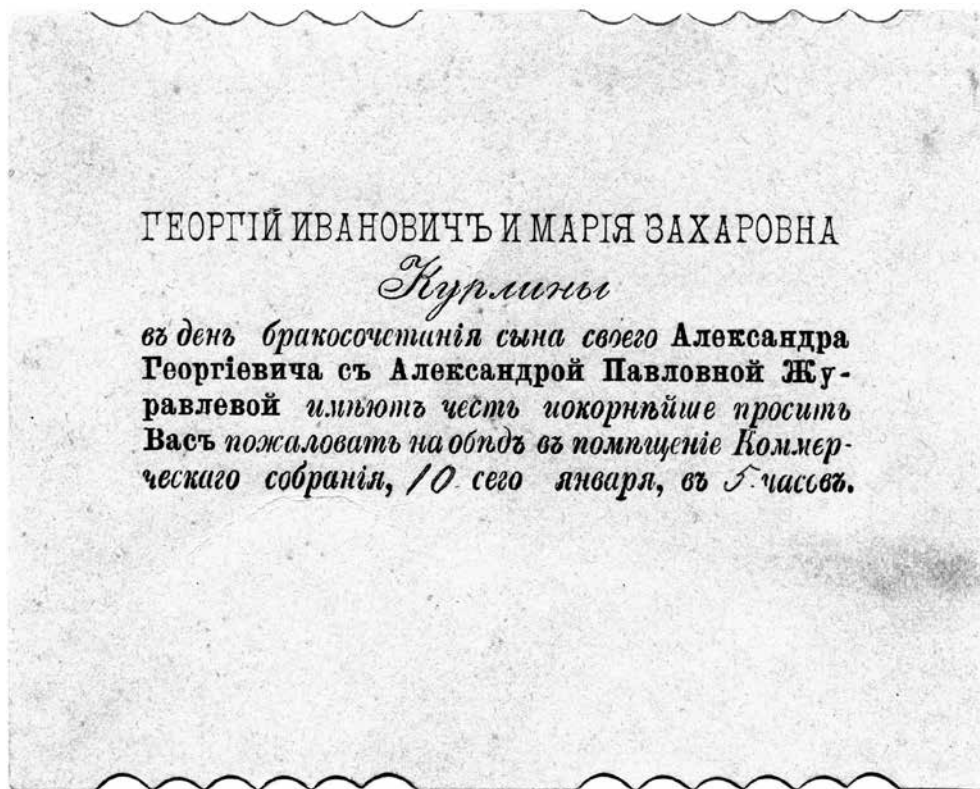 ГЕОРГІЙ ИВАНОВИЧЪ И МАРІЯ ЗАХАРОВНА
Курлины
въ день бракосочетанія сына своего Александра
Георгіевича съ Александрой Павловной Жу-
равлевой имѣютъ честь покорнѣйше просить
Васъ пожаловать на обѣдъ въ помѣщеніе Коммер-
ческаго собранія, 10 сего января, въ 5 часовъ.